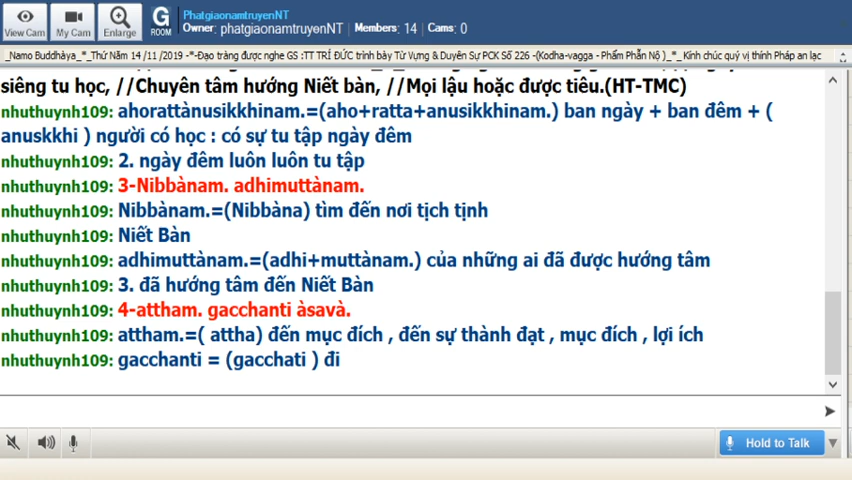 PhatgiaonamtruyenNT
Owner: phatgiaonamtruyenNT | Members: 14 | Cams: 0
View Cam
My Cam
Enlarge
G
ROOM
_Namo Buddhàya_*_Thứ Năm 14 /11 /2019 -*-Đạo tràng được nghe GS :TT TRÍ ĐỨC trình bày Từ Vựng & Duyên Sự PCK Số 226 -(Kodha-vagga - Phẩm Phẫn Nộ )_*_ Kính chúc quý vị thính Pháp an lạc
siêng tu học, //Chuyên tâm hướng Niết bàn, //Mọi lậu hoặc được tiêu.(HT-TMC)
nhuthuynh109: ahorattànusikkhinam.=(aho+ratta+anusikkhinam.) ban ngày + ban đêm + (
anuskkhi ) người có học : có sự tu tập ngày đêm
nhuthuynh109: 2. ngày đêm luôn luôn tu tập
nhuthuynh109: 3-Nibbànam. adhimuttànam.
nhuthuynh109: Nibbànam.=(Nibbàna) tìm đến nơi tịch tịnh
nhuthuynh109: Niết Bàn
nhuthuynh109: adhimuttànam.=(adhi+muttànam.) của những ai đã được hướng tâm
nhuthuynh109: 3. đã hướng tâm đến Niết Bàn
nhuthuynh109: 4-attham. gacchanti àsavà.
nhuthuynh109: attham.=( attha) đến mục đích , đến sự thành đạt , mục đích , lợi ích
nhuthuynh109: gacchanti = (gacchati ) đi
Hold to Talk